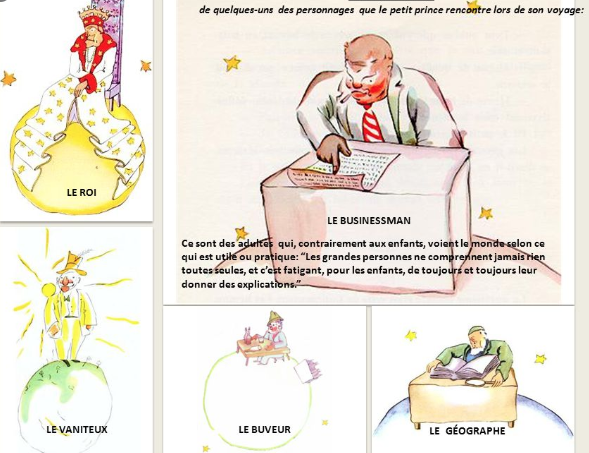 de quelques-uns des personnages que le petit prince rencontre lors de son voyage:
LE ROI
LE BUSINESSMAN
Ce sont des adultes qui, contrairement aux enfants, voient le monde selon ce
qui est utile ou pratique: “Les grandes personnes ne comprennent jamais rien
toutes seules, et c’est fatigant, pour les enfants, de toujours et toujours leur
donner des explications.”
LE VANITEUX
LE BUVEUR
LE GÉOGRAPHE